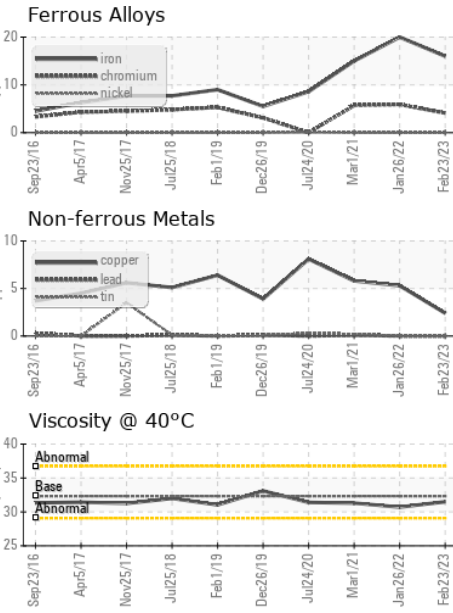 Ferrous Alloys
20
10
0
iron
chromium
nickel
Sep23/16
Apr5/17
Nov25/17
Jul25/18
Feb1/19
Dec26/19
Jul24/20
Mar1/21
Jan26/22
Feb23/23
Non-ferrous Metals
10
5
0
copper
lead
tin
Sep23/16
Apr5/17
Nov25/17
Jul25/18
Feb1/19
Dec26/19
Jul24/20
Mar1/21
Jan26/22
Feb23/23
Viscosity @ 40°C
40
35
30
25
Abnormal
Base
Abnormal
Sep23/16
Apr5/17
Nov25/17
Jul25/18
Feb1/19
Dec26/19
Jul24/20
Mar1/21
Jan26/22
Feb23/23